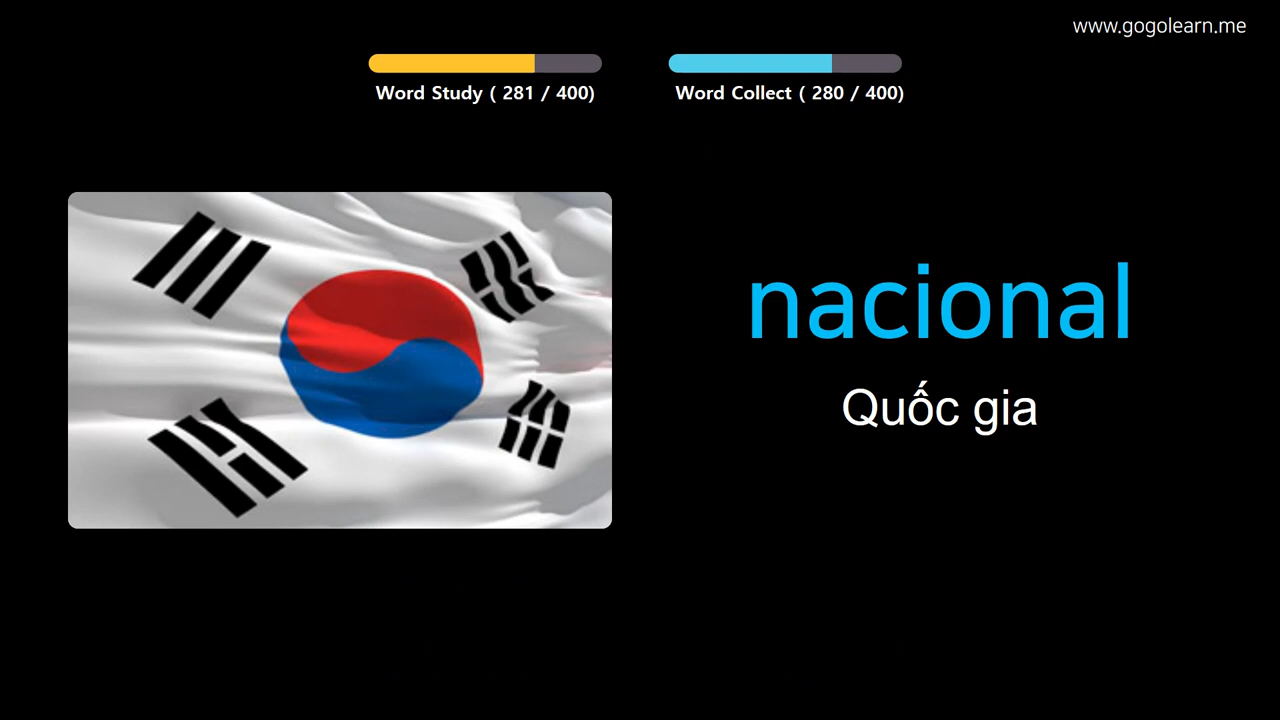 www.gogolearn.me
Word Study ( 281 / 400)
Word Collect ( 280 / 400)
nacional
Quốc gia